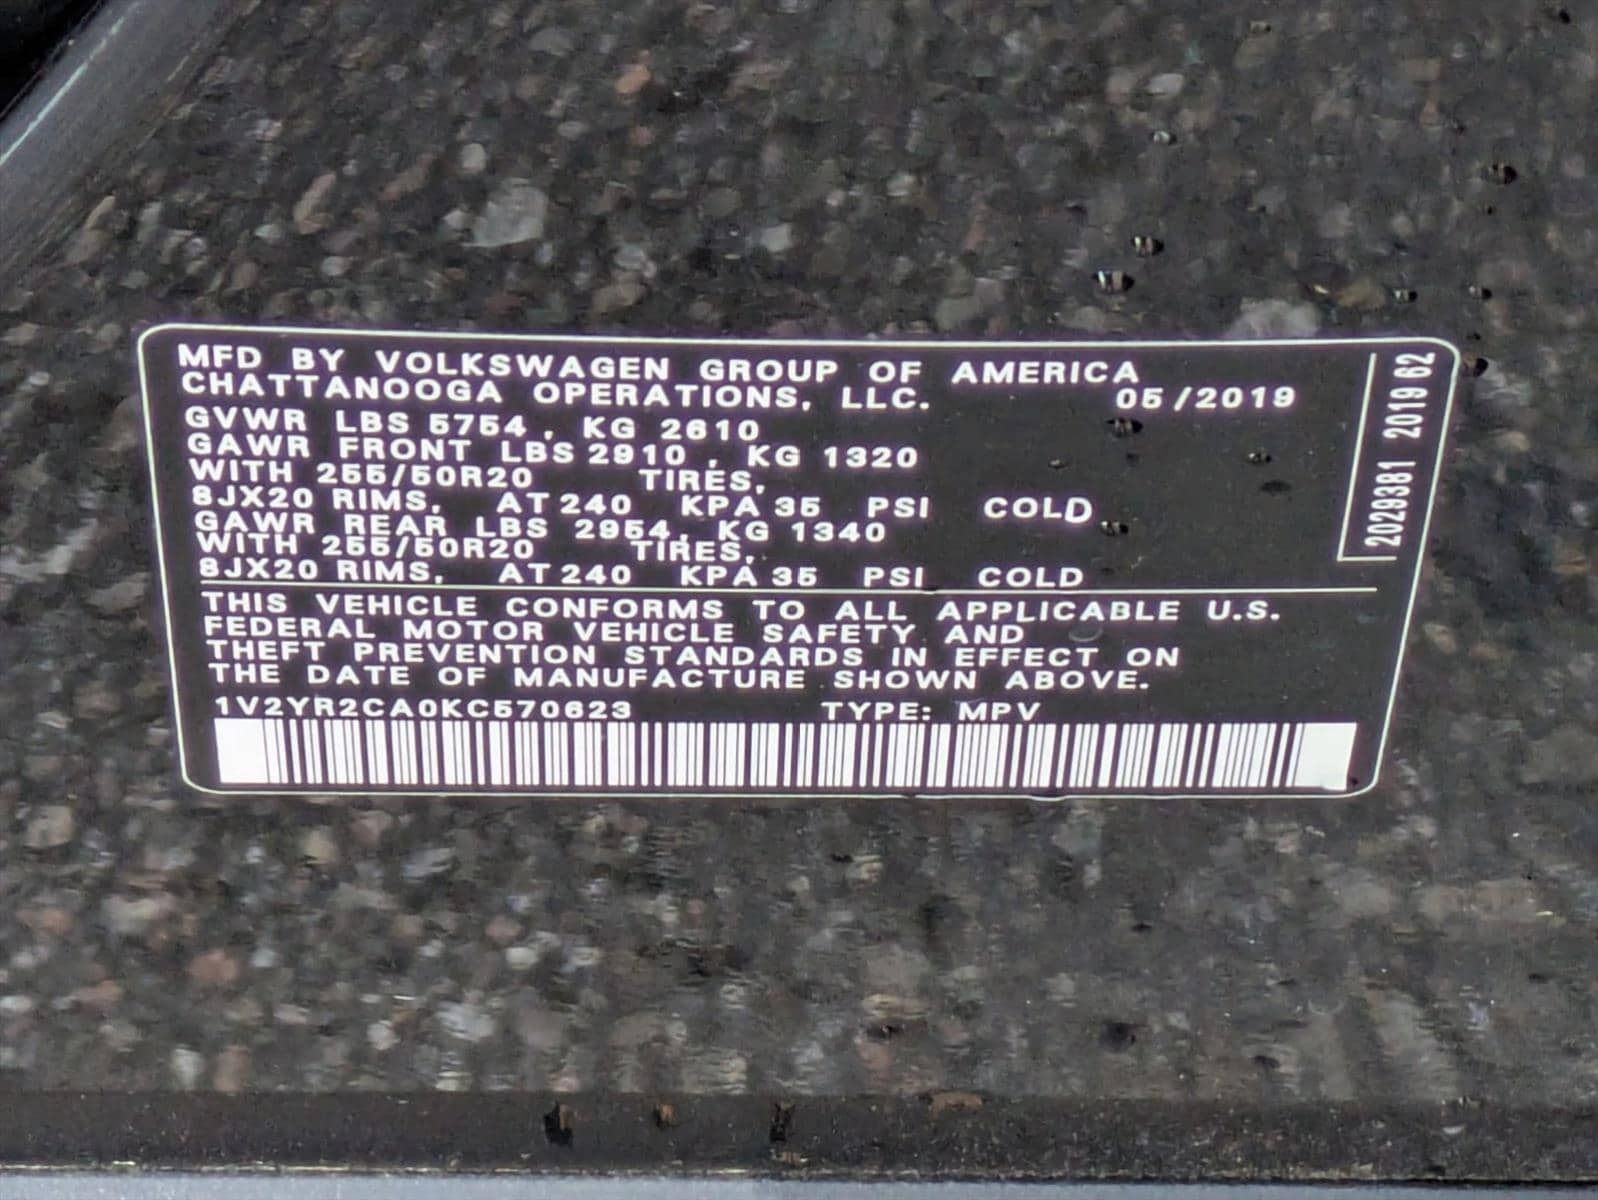 MFD BY VOLKSWAGEN GROUP OF AMERICA
CHATTANOOGA OPERATIONS, LLC. 05/2019
GVWR LBS 5754, KG 2610
GAWR FRONT LBS 2910, KG 1320
WITH 255/50R20 TIRES,
8JX20 RIMS, AT 240 KPA 35 PSI COLD
GAWR REAR LBS 2954, KG 1340
WITH 255/50R20 TIRES,
8JX20 RIMS, AT 240 KPA 35 PSI COLD
THIS VEHICLE CONFORMS TO ALL APPLICABLE U.S.
FEDERAL MOTOR VEHICLE SAFETY AND
THEFT PREVENTION STANDARDS IN EFFECT ON
THE DATE OF MANUFACTURE SHOWN ABOVE.
1V2YR2CA0KC570623 TYPE: MPV
2029381 2019 62